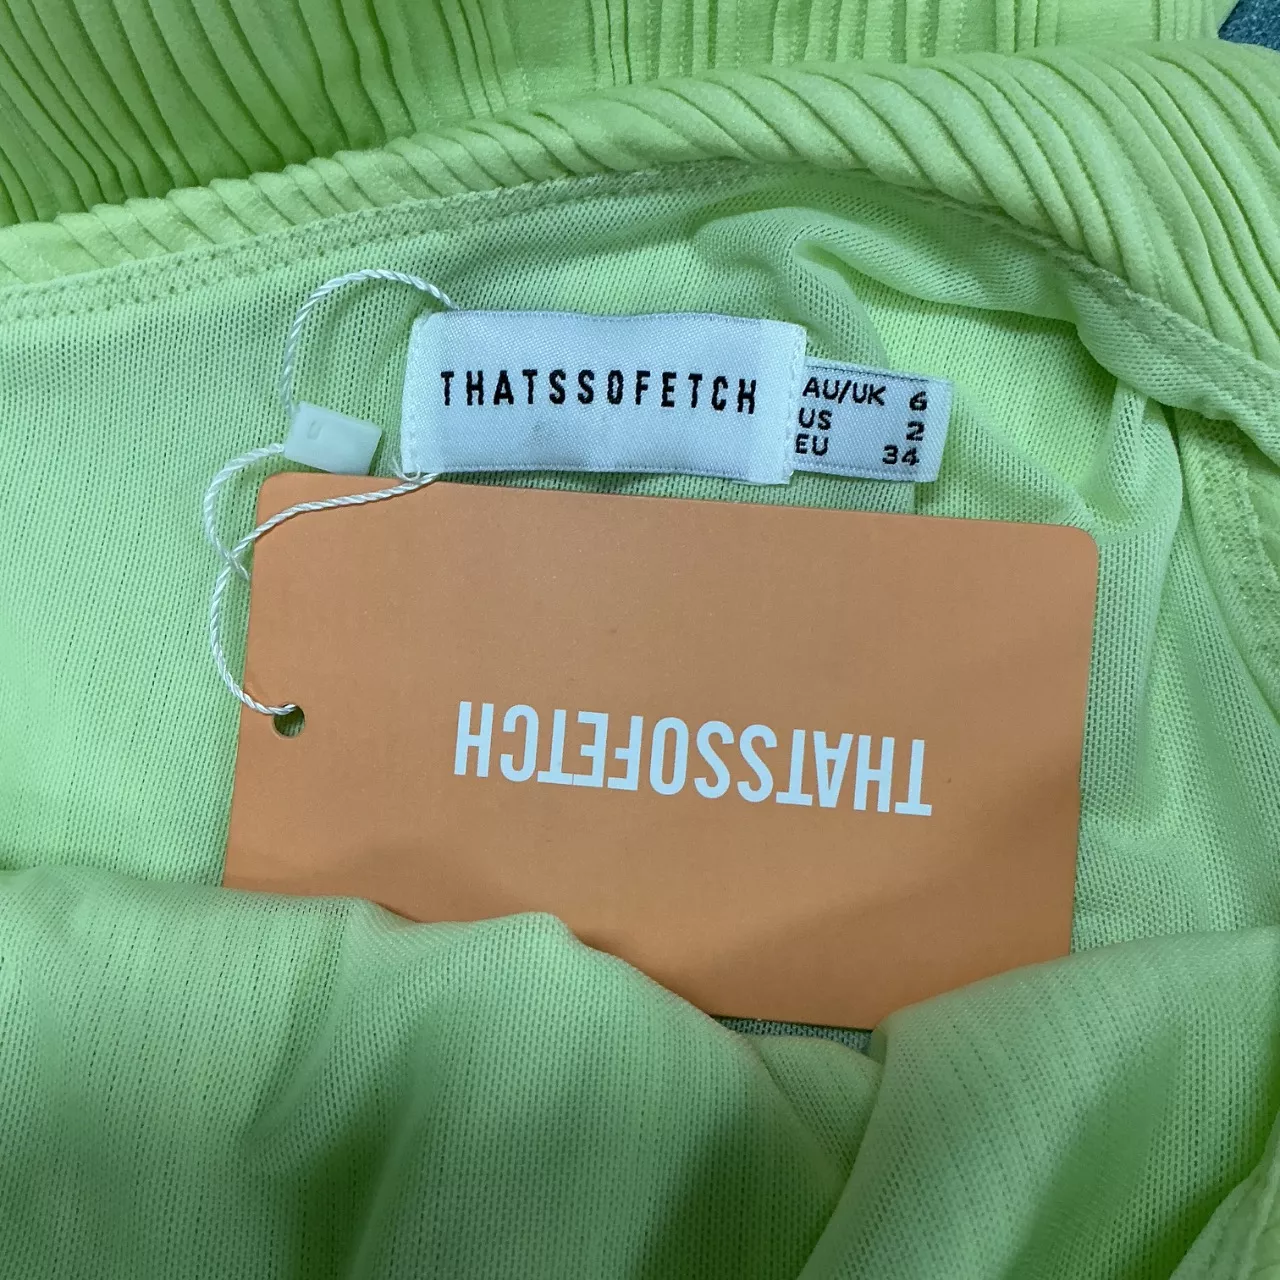 THATSSOFETCH
AU/UK 6
US 2
EU 34
THATSSOFETCH